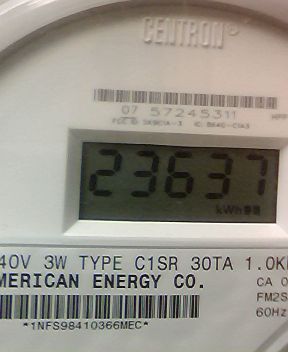 CENTRON®
07 57245311
23637
kWh
40V 3W TYPE C1SR 30TA 1.0K
MERICAN ENERGY CO.
CA 0
FM2S
60Hz
*1NFS98410366MEC*